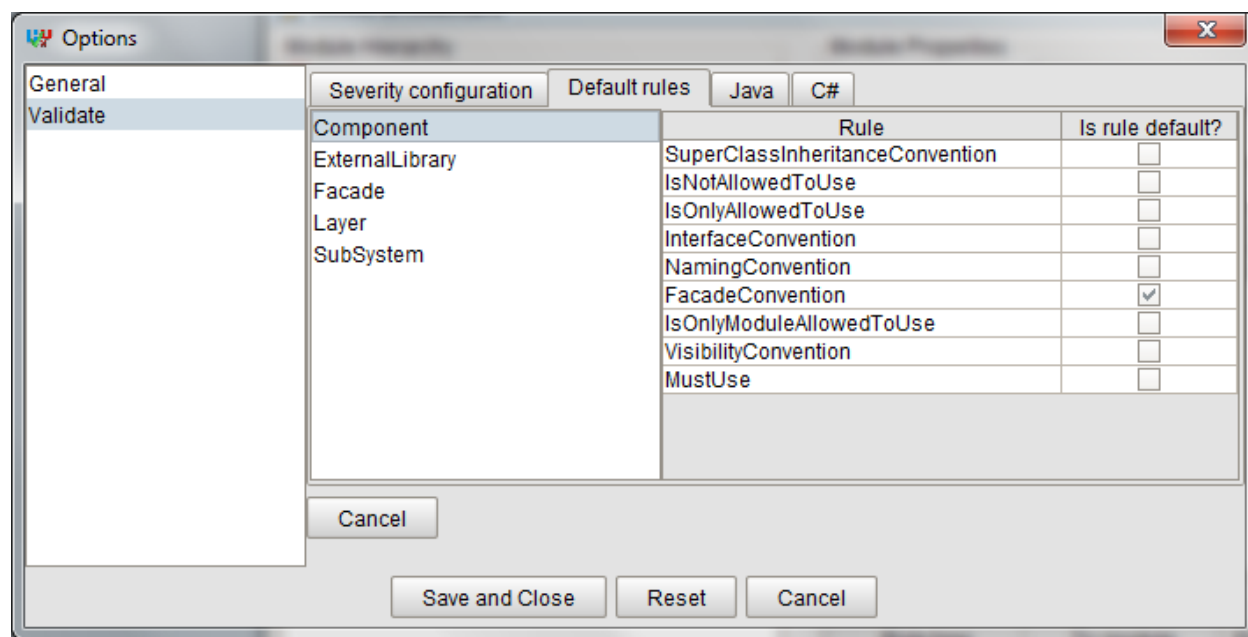 Options
General
Validate
Severity configuration
Default rules
Java
C#
Component
ExternalLibrary
Facade
Layer
SubSystem
Rule
Is rule default?
SuperClassInheritanceConvention
IsNotAllowedToUse
IsOnlyAllowedToUse
InterfaceConvention
NamingConvention
FacadeConvention
IsOnlyModuleAllowedToUse
VisibilityConvention
MustUse
Cancel
Save and Close
Reset
Cancel